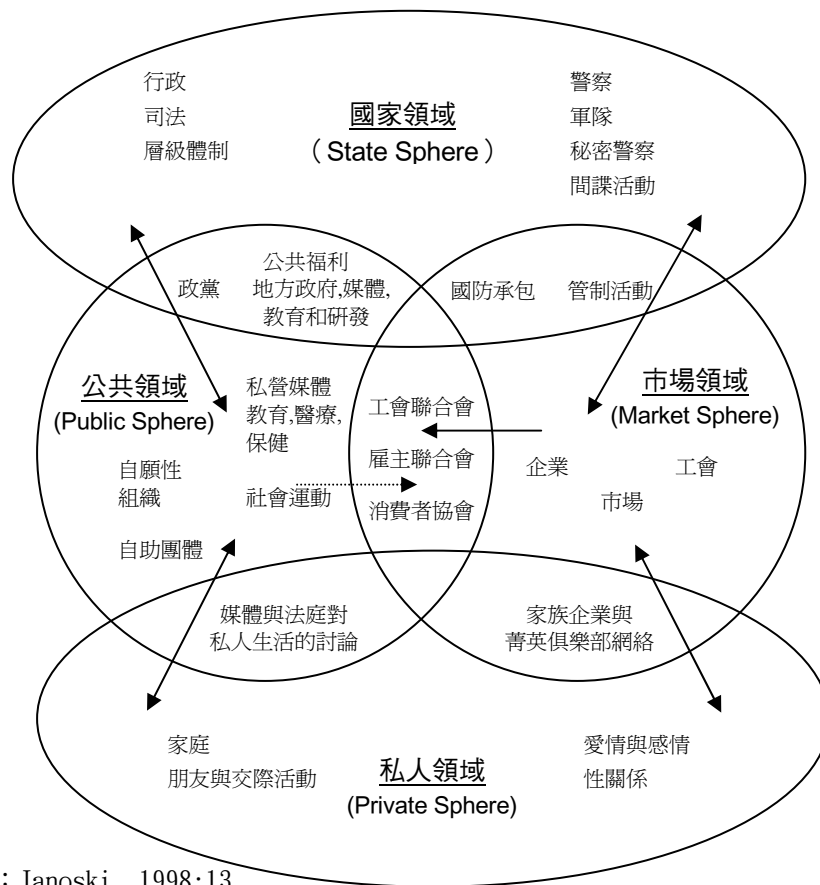 行政
司法
層級體制
國家領域
（State Sphere）
警察
軍隊
秘密警察
間諜活動
政黨
公共福利
地方政府,媒體,
教育和研發
國防承包
管制活動
公共領域
(Public Sphere)
私營媒體
教育,醫療,
保健
自願性
組織
社會運動
自助團體
工會聯合會
雇主聯合會
消費者協會
市場領域
(Market Sphere)
企業
工會
市場
媒體與法庭對
私人生活的討論
家族企業與
菁英俱樂部網絡
家庭
朋友與交際活動
私人領域
(Private Sphere)
愛情與感情
性關係
：Janoski, 1998:13